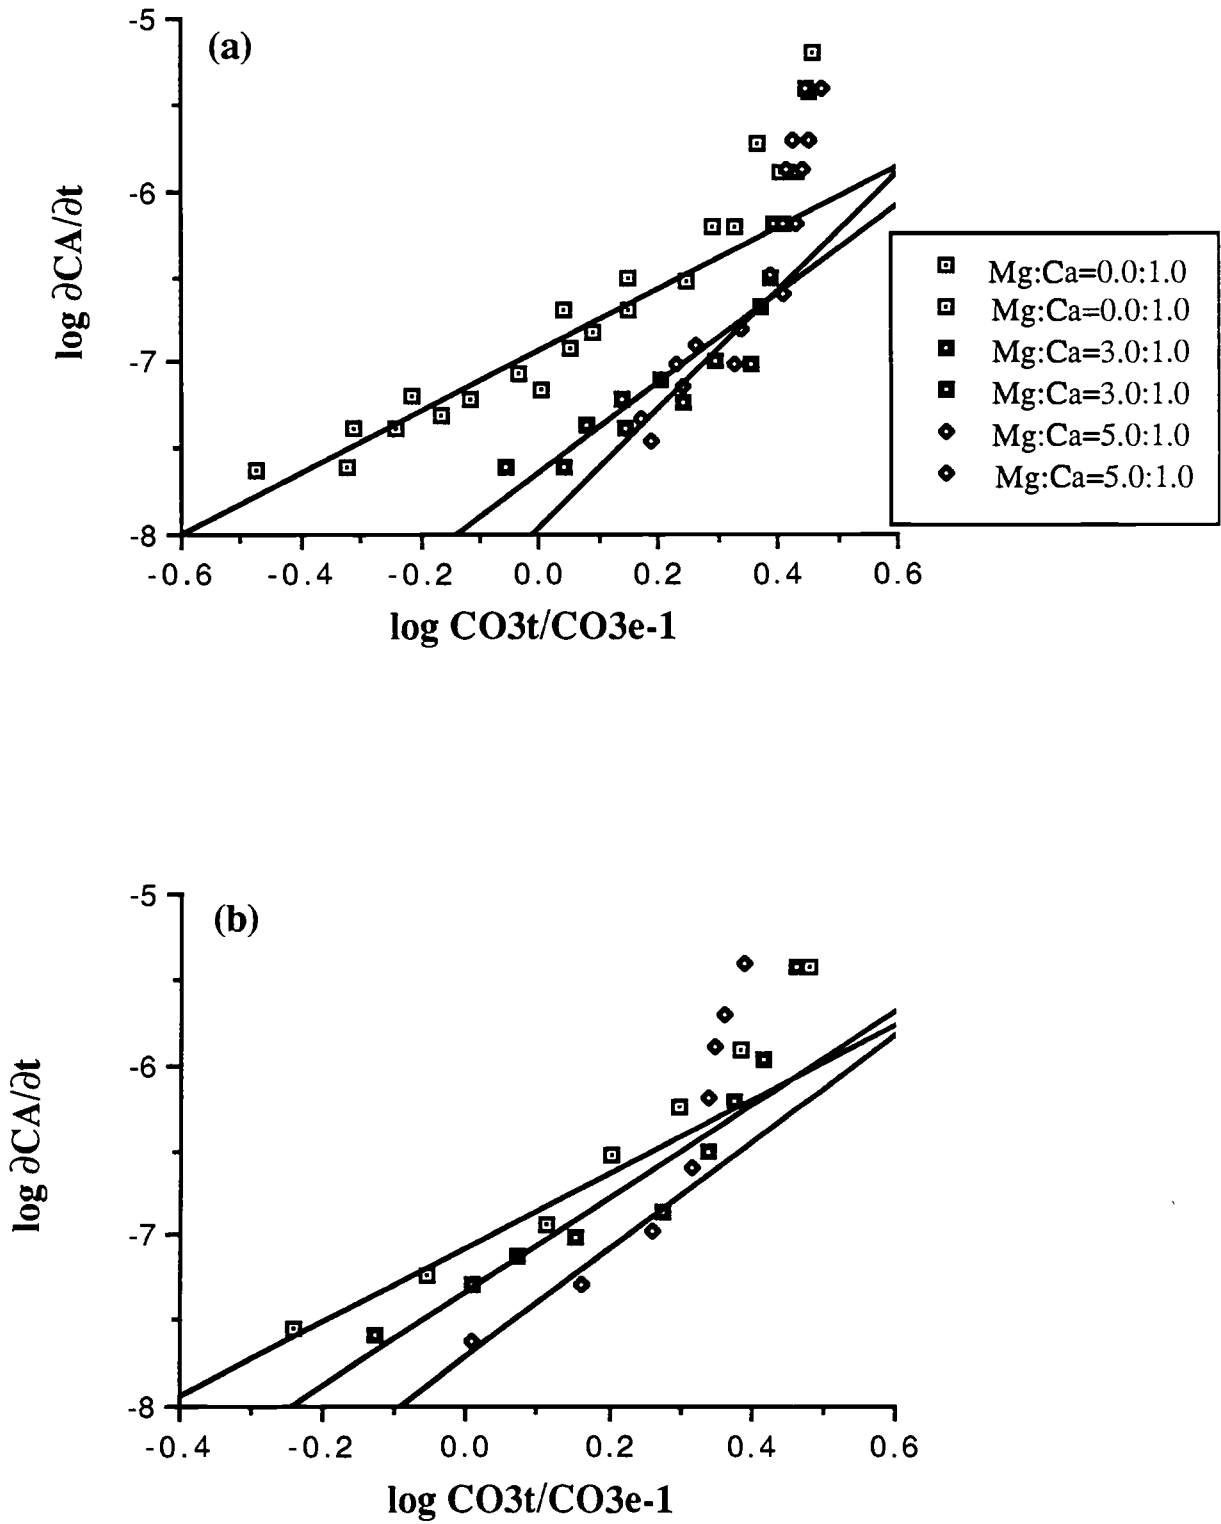 (a)
-5
-6
-7
-8
log ∂CA/∂t
-0.6 -0.4 -0.2 0.0 0.2 0.4 0.6
log CO3t/CO3e-1
Mg:Ca=0.0:1.0
Mg:Ca=0.0:1.0
Mg:Ca=3.0:1.0
Mg:Ca=3.0:1.0
Mg:Ca=5.0:1.0
Mg:Ca=5.0:1.0
(b)
-5
-6
-7
-8
log ∂CA/∂t
-0.4 -0.2 0.0 0.2 0.4 0.6
log CO3t/CO3e-1